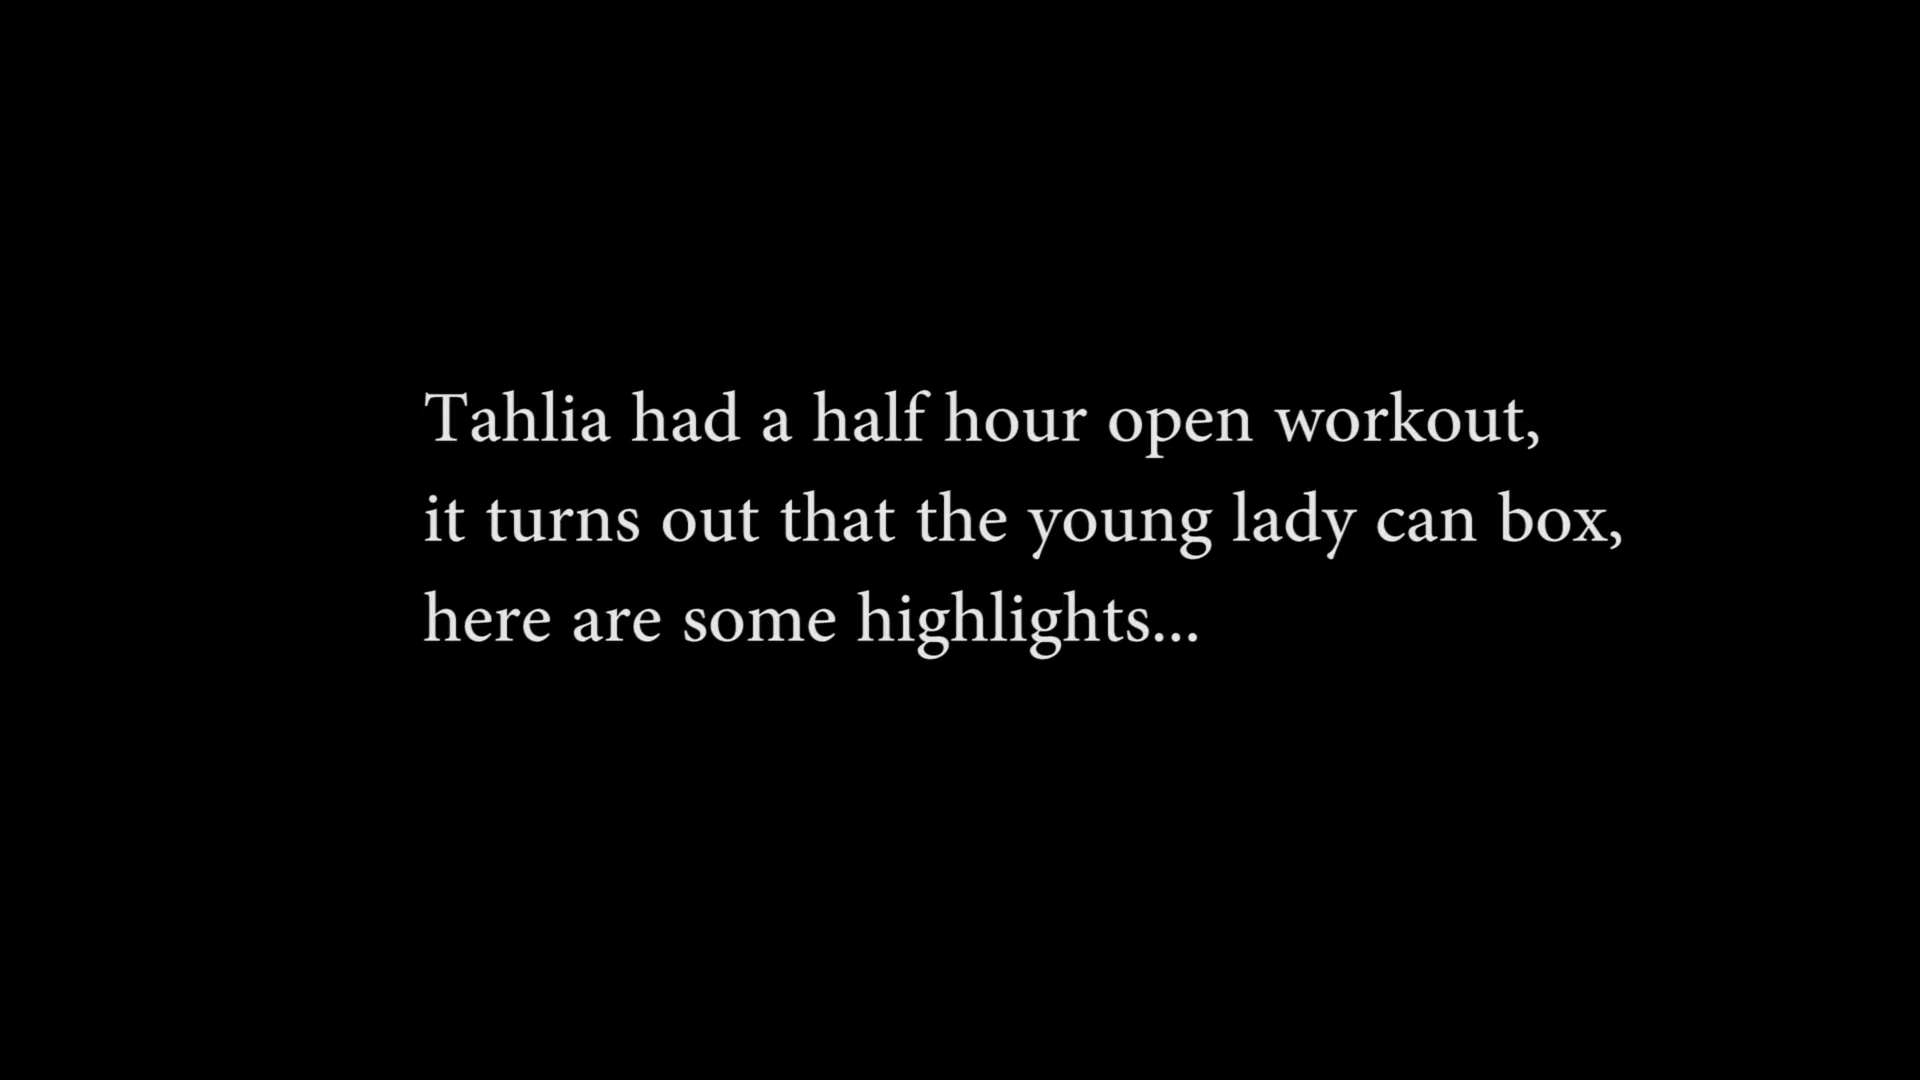 Tahlia had a half hour open workout,
it turns out that the young lady can box,
here are some highlights...